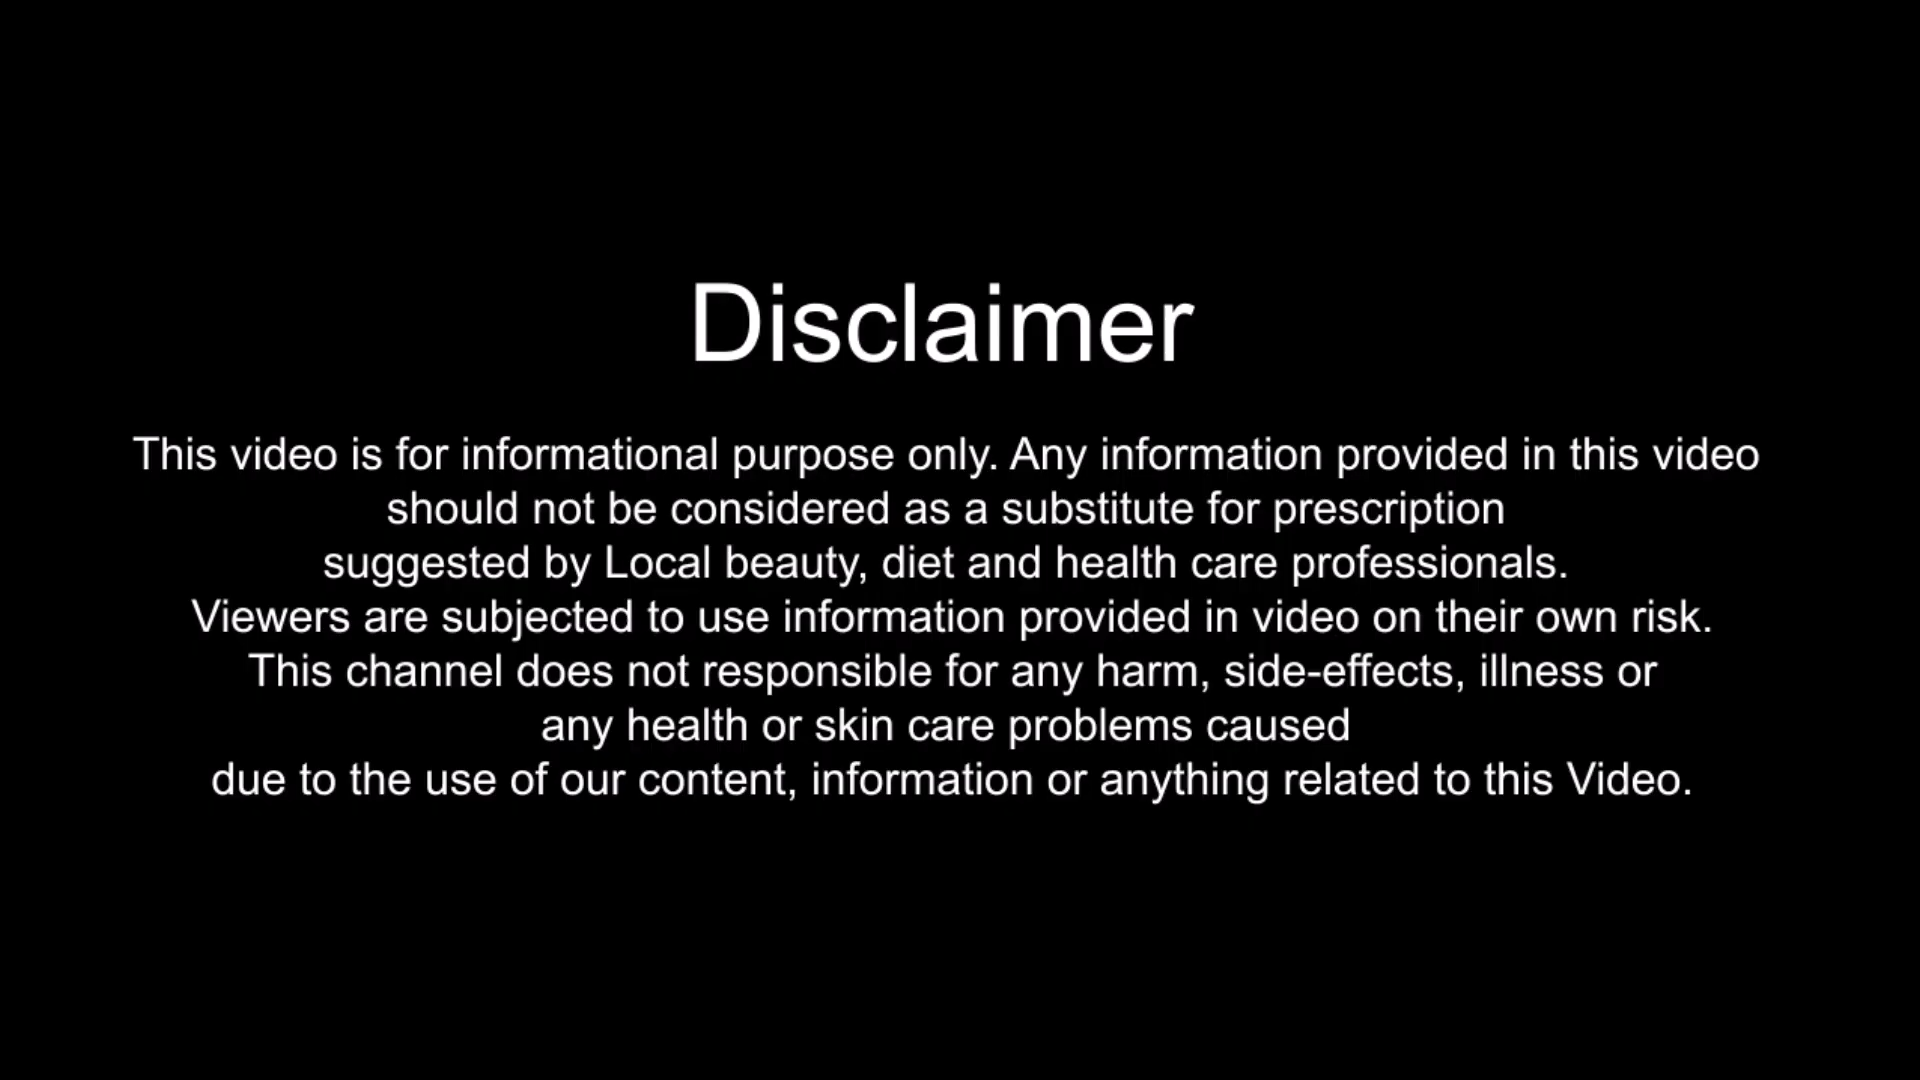 Disclaimer
This video is for informational purpose only. Any information provided in this video
should not be considered as a substitute for prescription
suggested by Local beauty, diet and health care professionals.
Viewers are subjected to use information provided in video on their own risk.
This channel does not responsible for any harm, side-effects, illness or
any health or skin care problems caused
due to the use of our content, information or anything related to this Video.